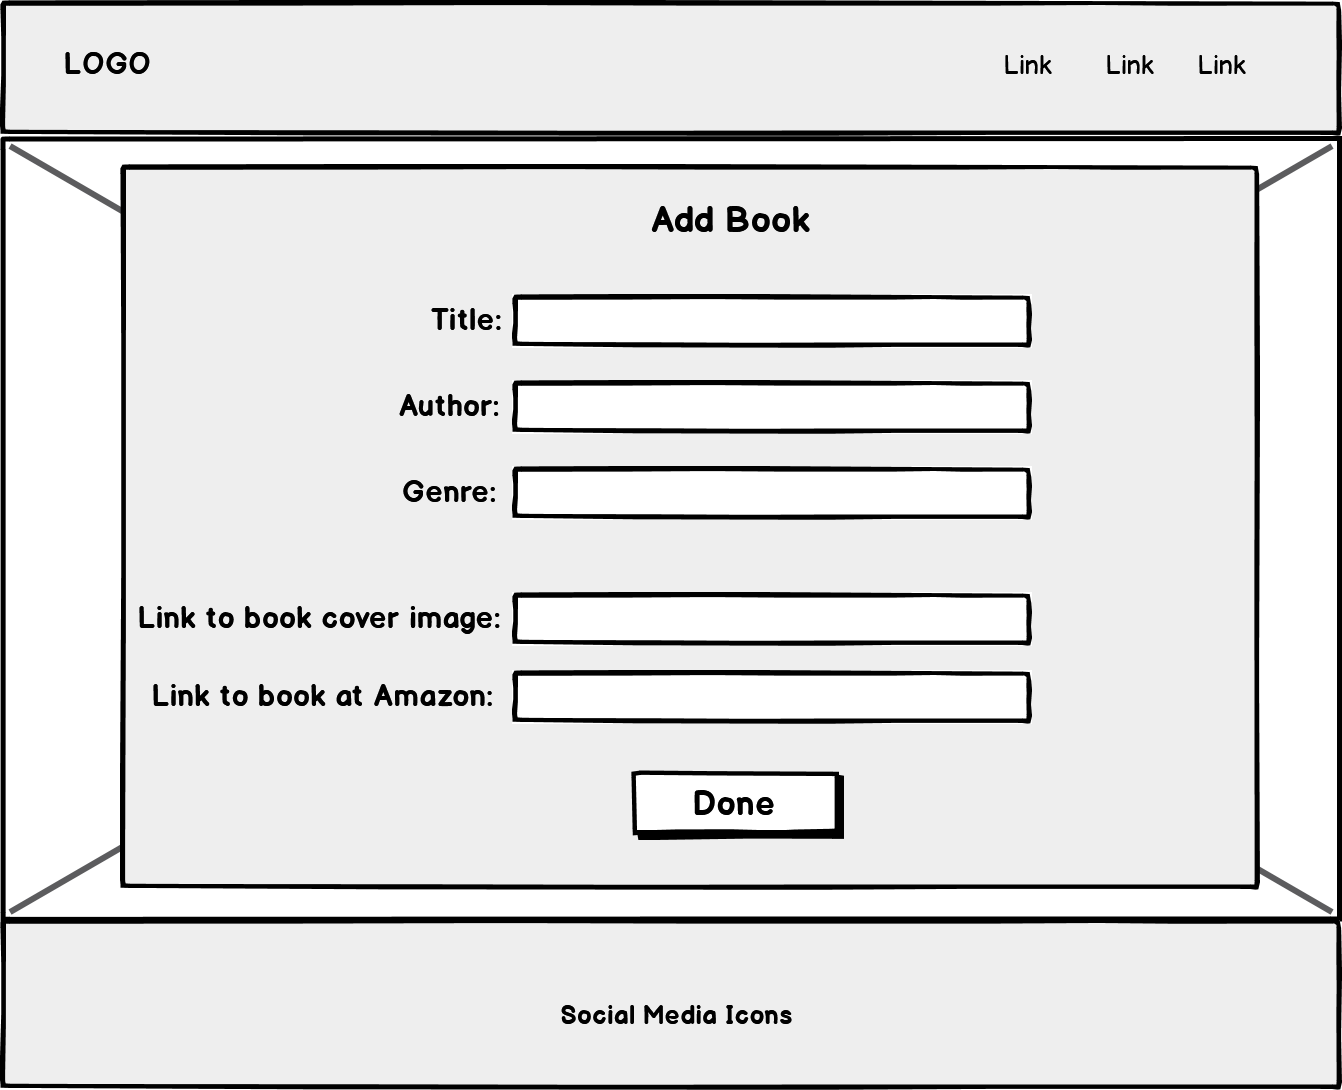 LOGO
Link Link Link
Add Book
Title:
Author:
Genre:
Link to book cover image:
Link to book at Amazon:
Done
Social Media Icons